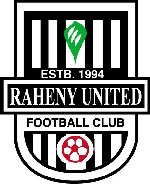 ESTB. 1994
RAHENY UNITED
FOOTBALL CLUB